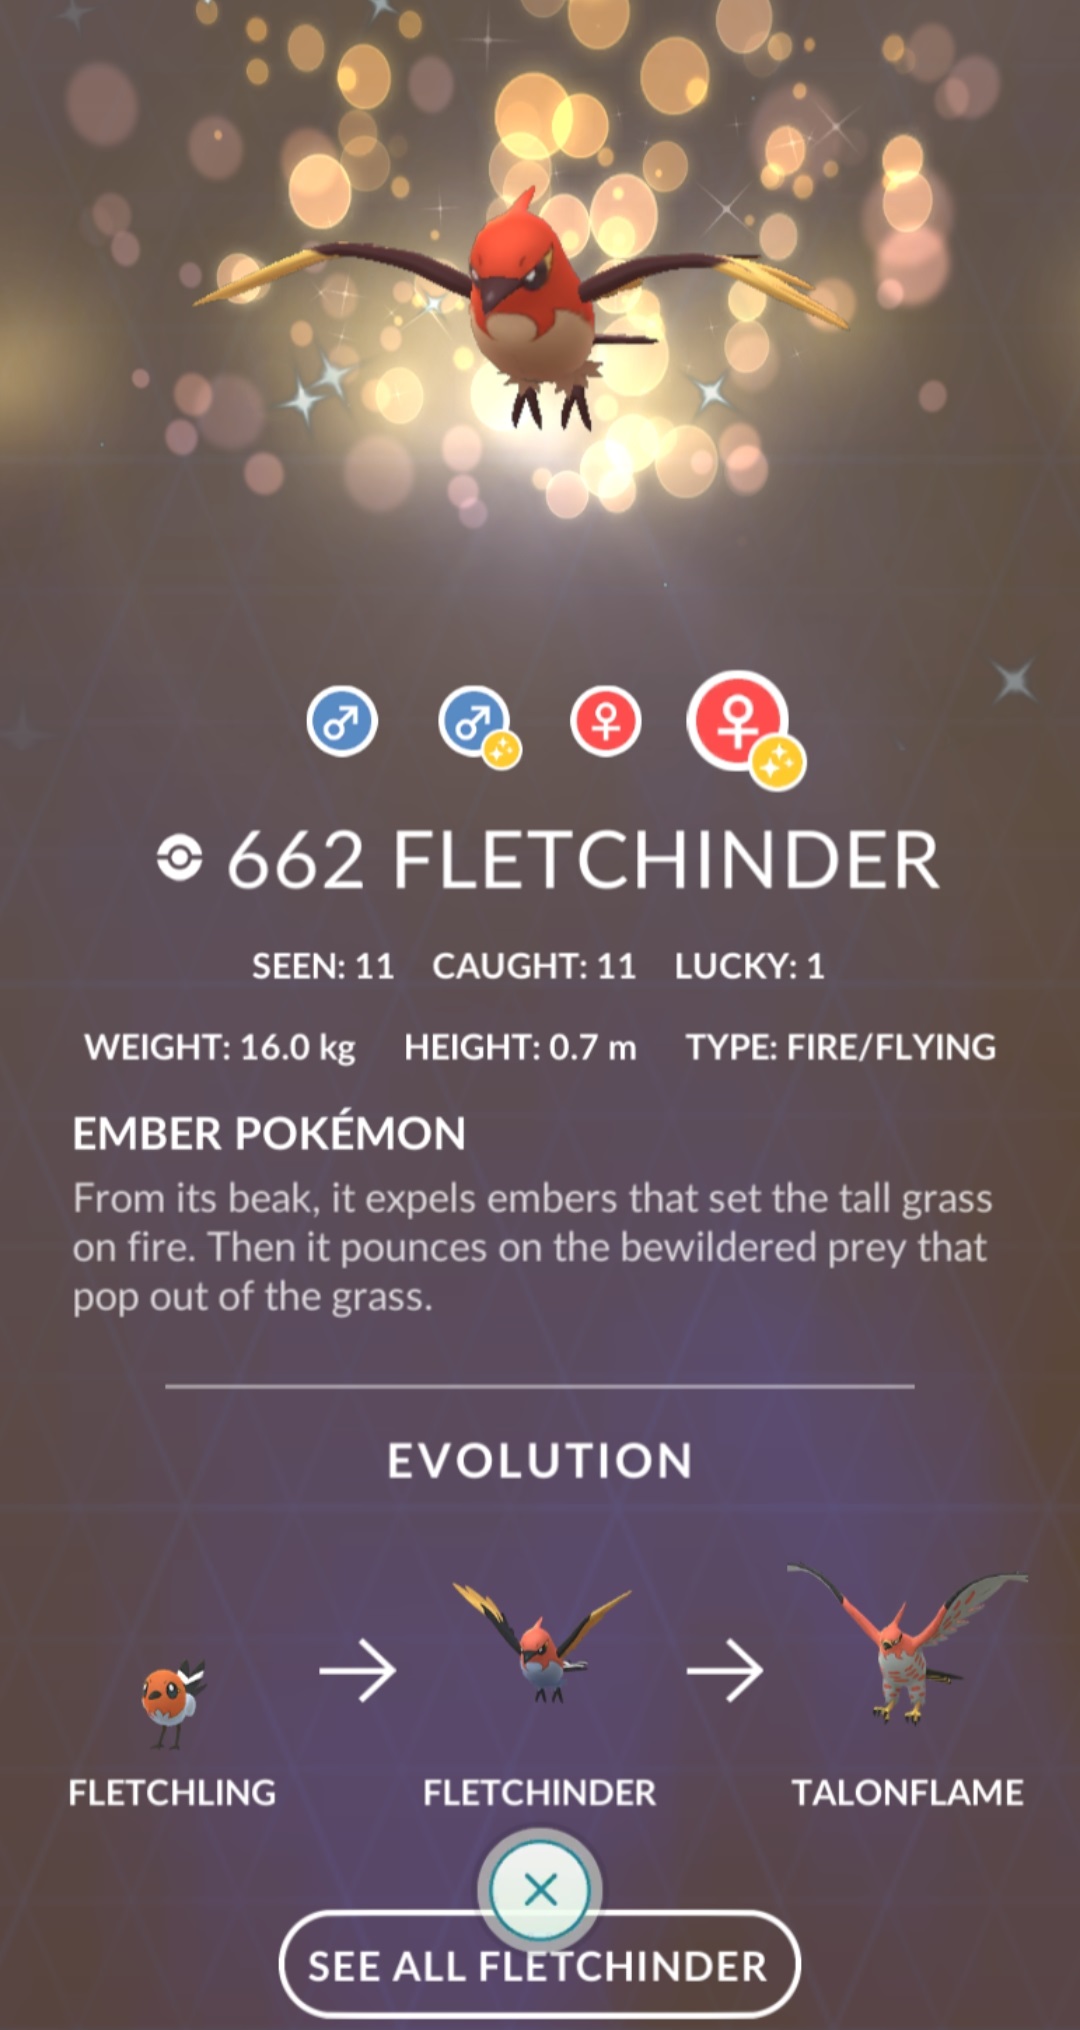 662 FLETCHINDER
SEEN: 11 CAUGHT: 11 LUCKY: 1
WEIGHT: 16.0 kg HEIGHT: 0.7 m TYPE: FIRE/FLYING
EMBER POKÉMON
From its beak, it expels embers that set the tall grass
on fire. Then it pounces on the bewildered prey that
pop out of the grass.
EVOLUTION
FLETCHLING FLETCHINDER TALONFLAME
SEE ALL FLETCHINDER